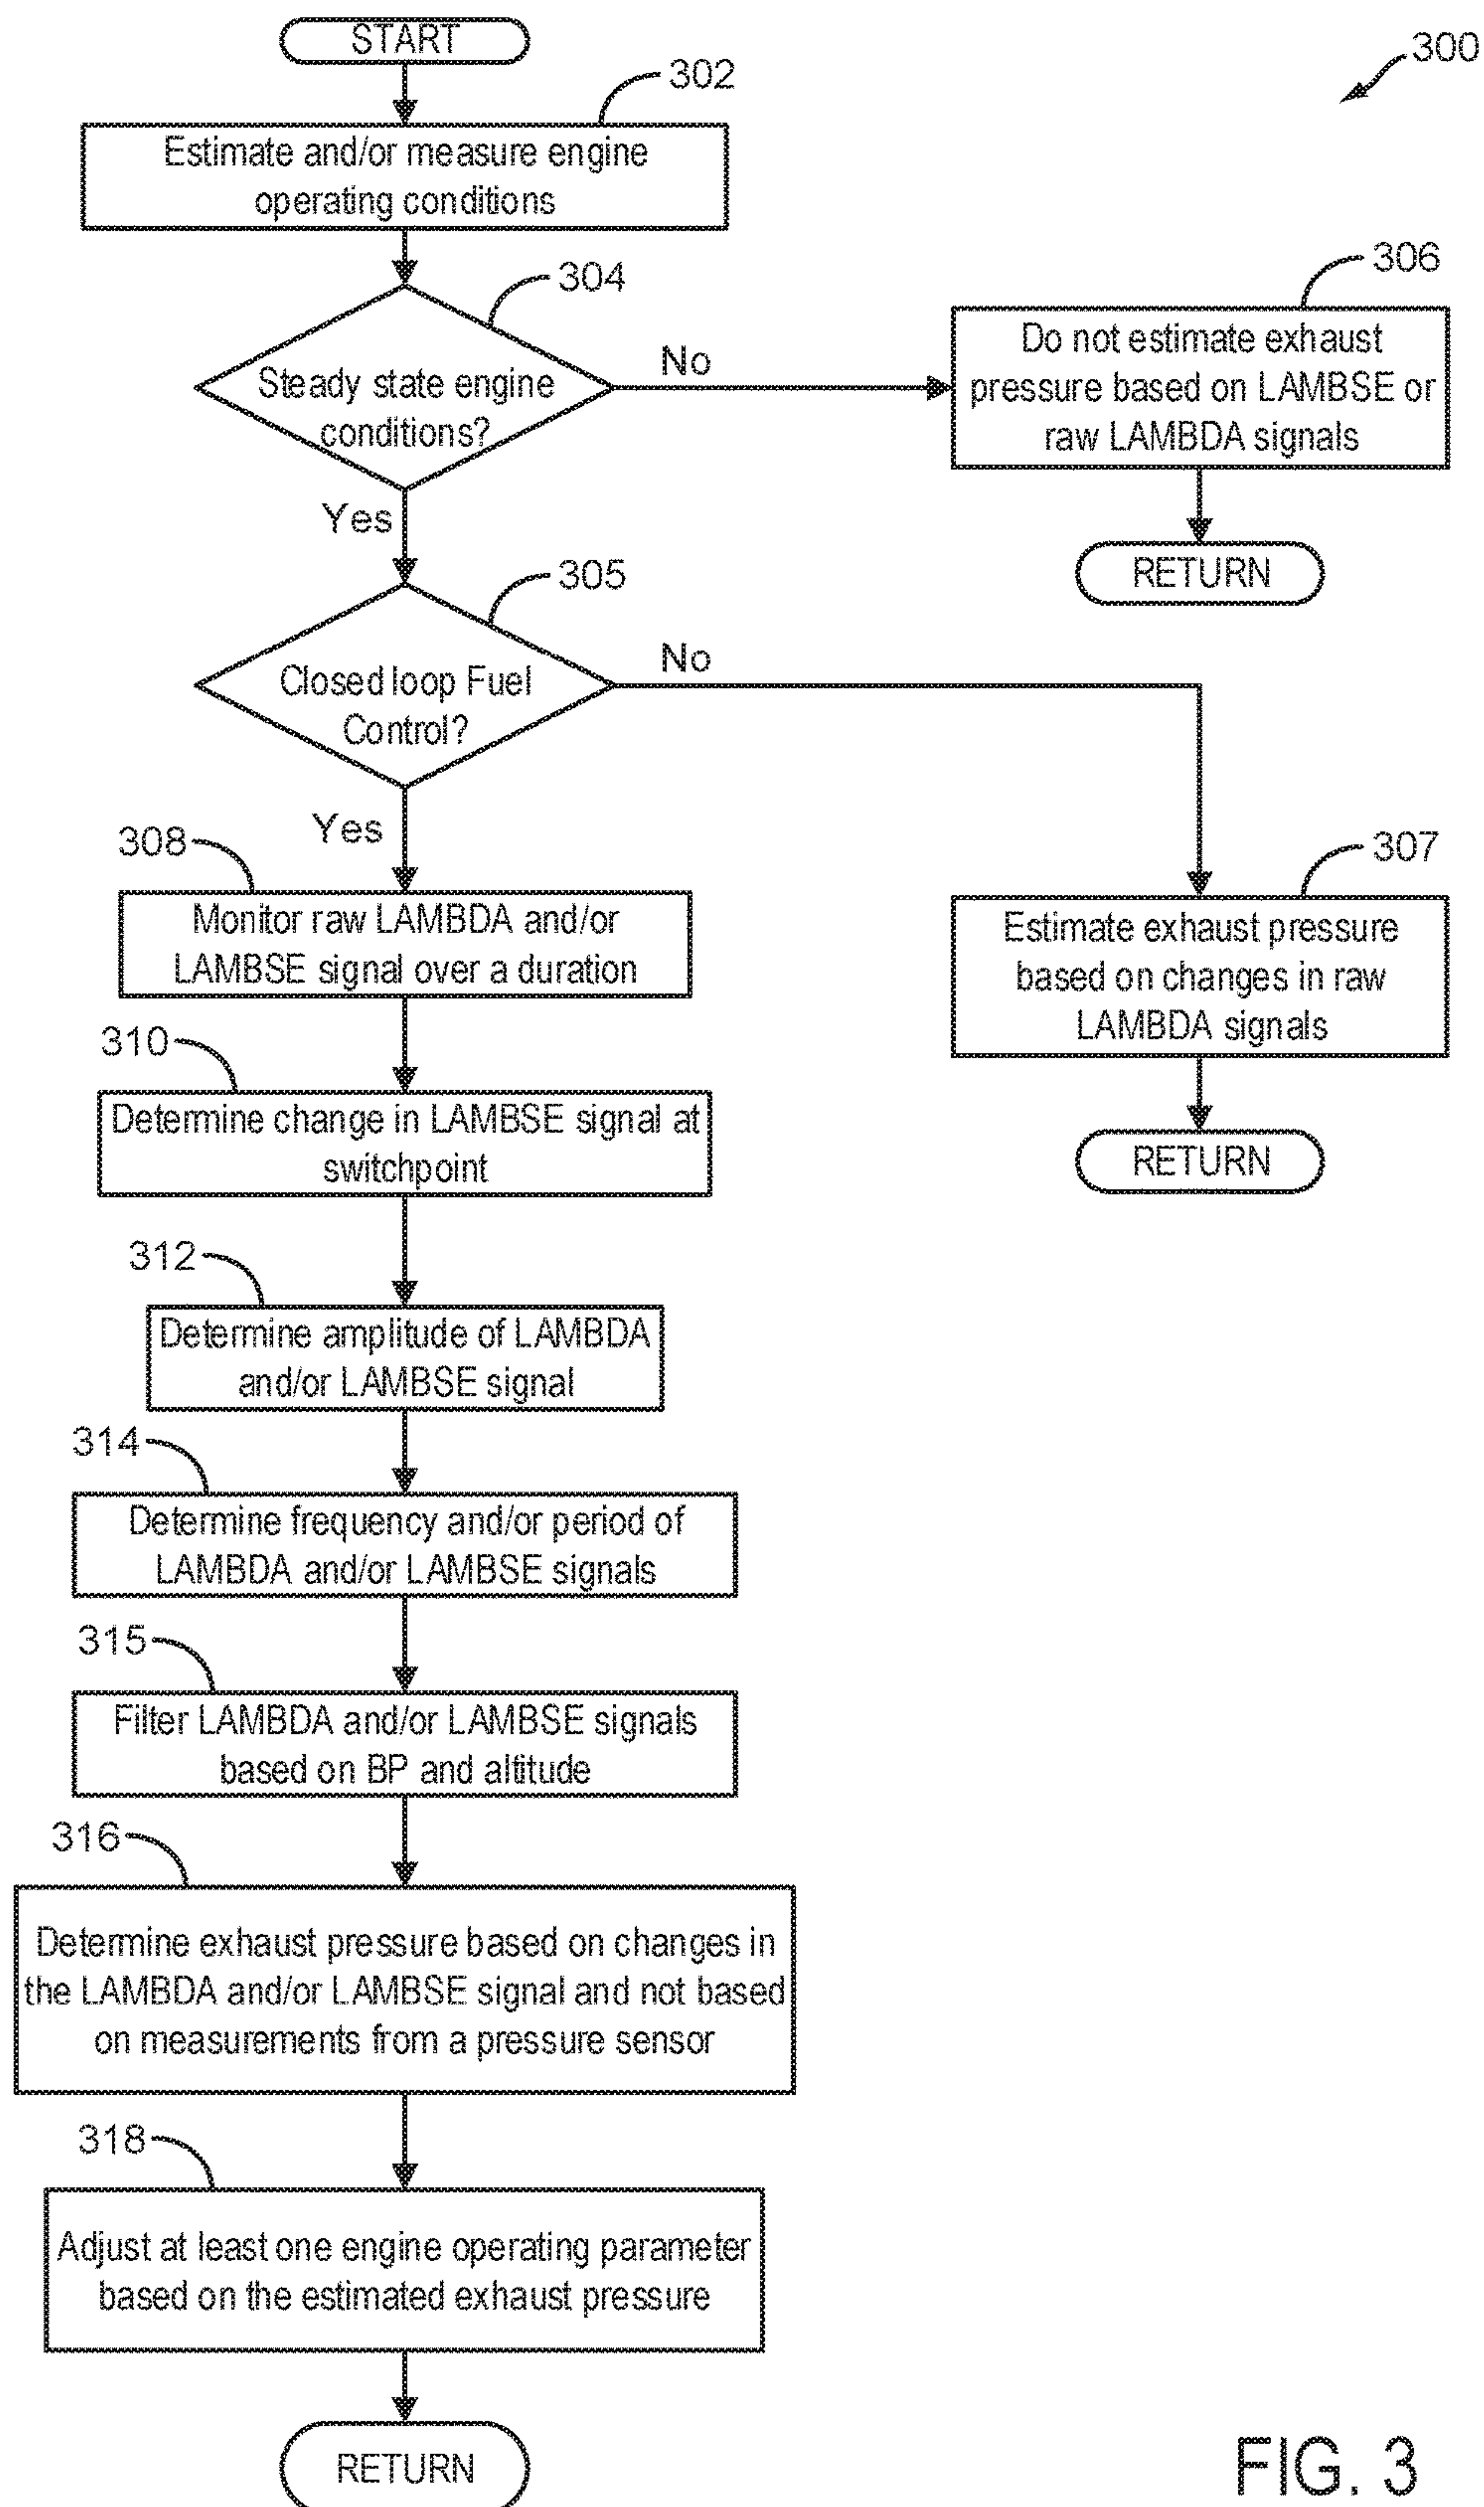 START
300
302
Estimate and/or measure engine
operating conditions
304
Steady state engine
conditions?
No
306
Do not estimate exhaust
pressure based on LAMBSE or
raw LAMBDA signals
RETURN
Yes
305
Closed loop Fuel
Control?
No
307
Estimate exhaust pressure
based on changes in raw
LAMBDA signals
RETURN
Yes
308
Monitor raw LAMBDA and/or
LAMBSE signal over a duration
310
Determine change in LAMBSE signal at
switchpoint
312
Determine amplitude of LAMBDA
and/or LAMBSE signal
314
Determine frequency and/or period of
LAMBDA and/or LAMBSE signals
315
Filter LAMBDA and/or LAMBSE signals
based on BP and altitude
316
Determine exhaust pressure based on changes in
the LAMBDA and/or LAMBSE signal and not based
on measurements from a pressure sensor
318
Adjust at least one engine operating parameter
based on the estimated exhaust pressure
RETURN
FIG. 3